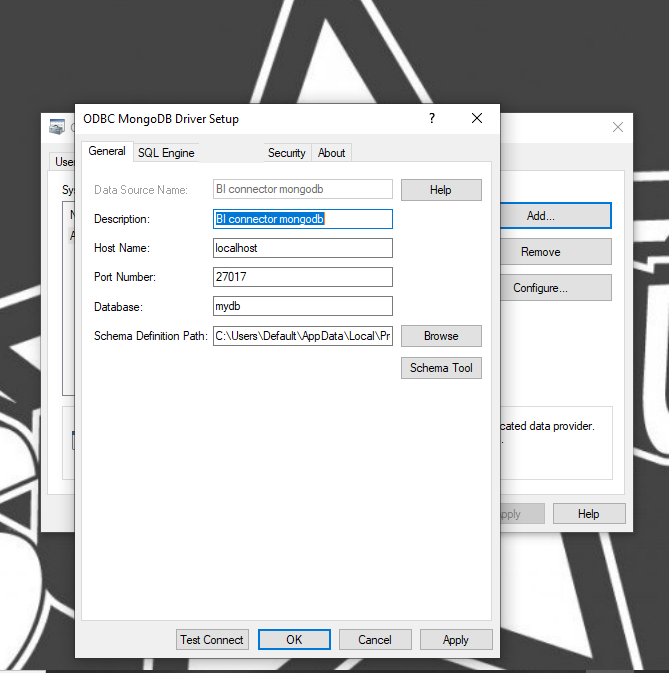 ODBC MongoDB Driver Setup
?
General
SQL Engine
Security
About
User
Sys
Data Source Name:
BI connector mongodb
Help
Description:
BI connector mongodb
Add...
Host Name:
localhost
Remove
Port Number:
27017
Configure...
Database:
mydb
Schema Definition Path:
C:\Users\Default\AppData\Local\Pr
Browse
Schema Tool
cated data provider.
pply
Help
Test Connect
OK
Cancel
Apply